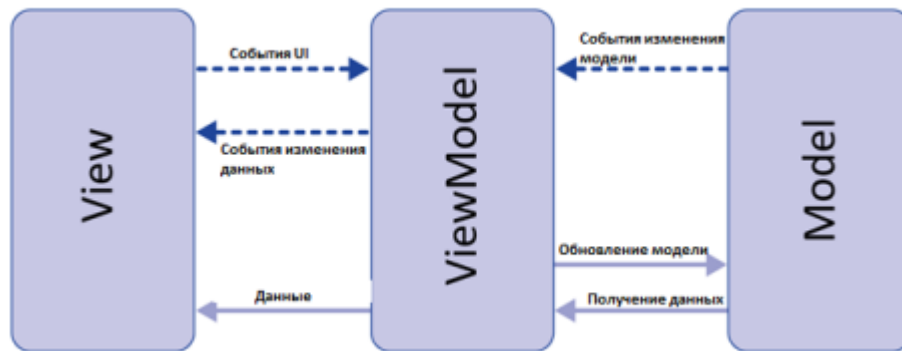 View
События UI
События изменения
данных
Данные
ViewModel
События изменения
модели
Обновление модели
Получение данных
Model